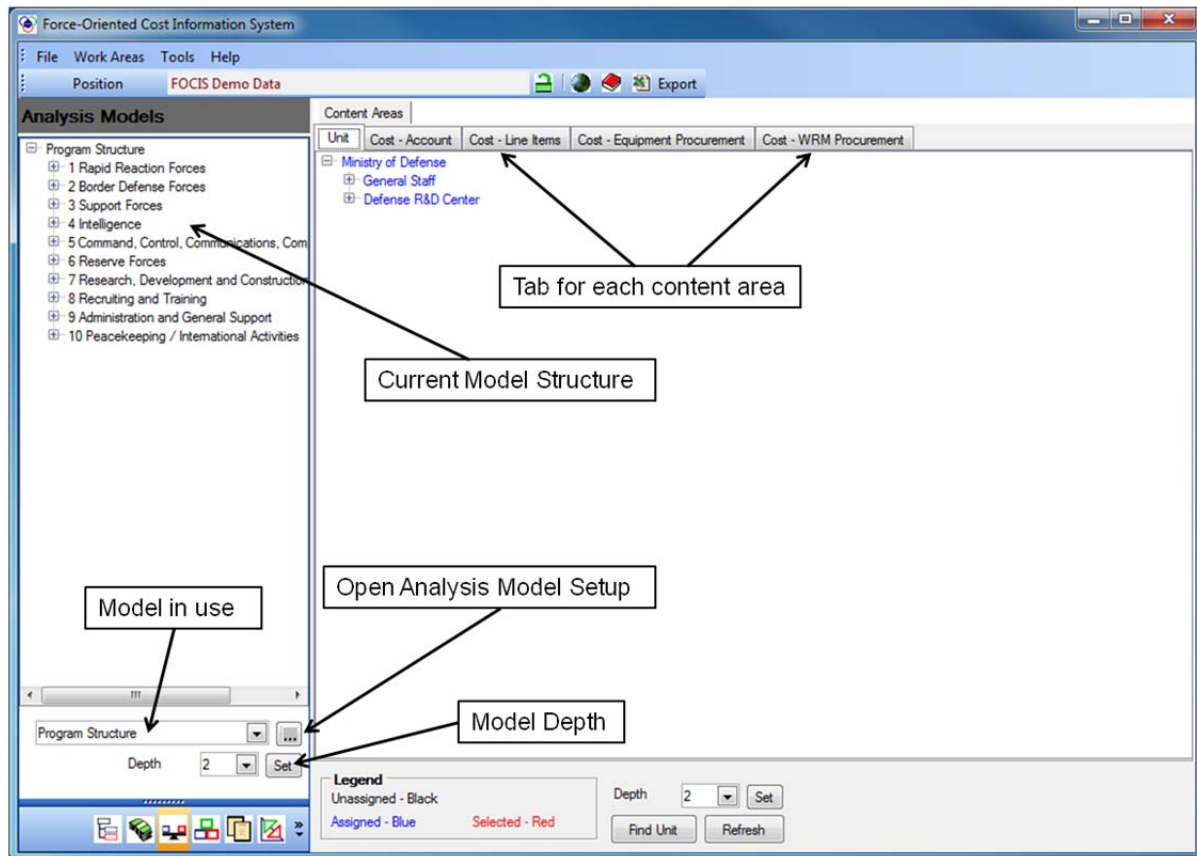 Force-Oriented Cost Information System
File Work Areas Tools Help
Position FOCIS Demo Data Export
Analysis Models
Program Structure
1 Rapid Reaction Forces
2 Border Defense Forces
3 Support Forces
4 Intelligence
5 Command, Control, Communications, Com
6 Reserve Forces
7 Research, Development and Construction
8 Recruiting and Training
9 Administration and General Support
10 Peacekeeping / International Activities
Model in use
Program Structure ...
Depth 2 Set
Content Areas
Unit Cost - Account Cost - Line Items Cost - Equipment Procurement Cost - WRM Procurement
Ministry of Defense
General Staff
Defense R&D Center
Tab for each content area
Current Model Structure
Open Analysis Model Setup
Model Depth
Legend
Unassigned - Black
Assigned - Blue Selected - Red
Depth 2 Set
Find Unit Refresh